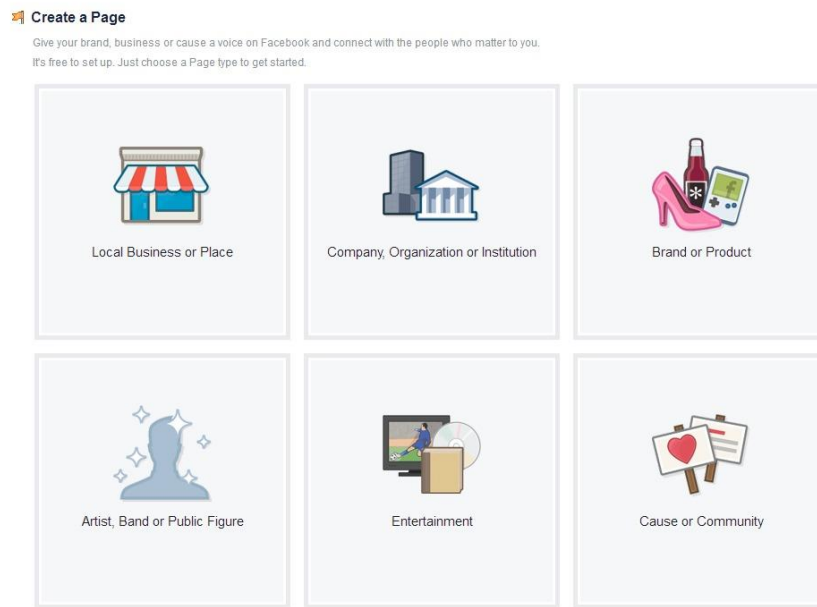 Create a Page
Give your brand, business or cause a voice on Facebook and connect with the people who matter to you.
It's free to set up. Just choose a Page type to get started.
Local Business or Place
Company, Organization or Institution
Brand or Product
Artist, Band or Public Figure
Entertainment
Cause or Community